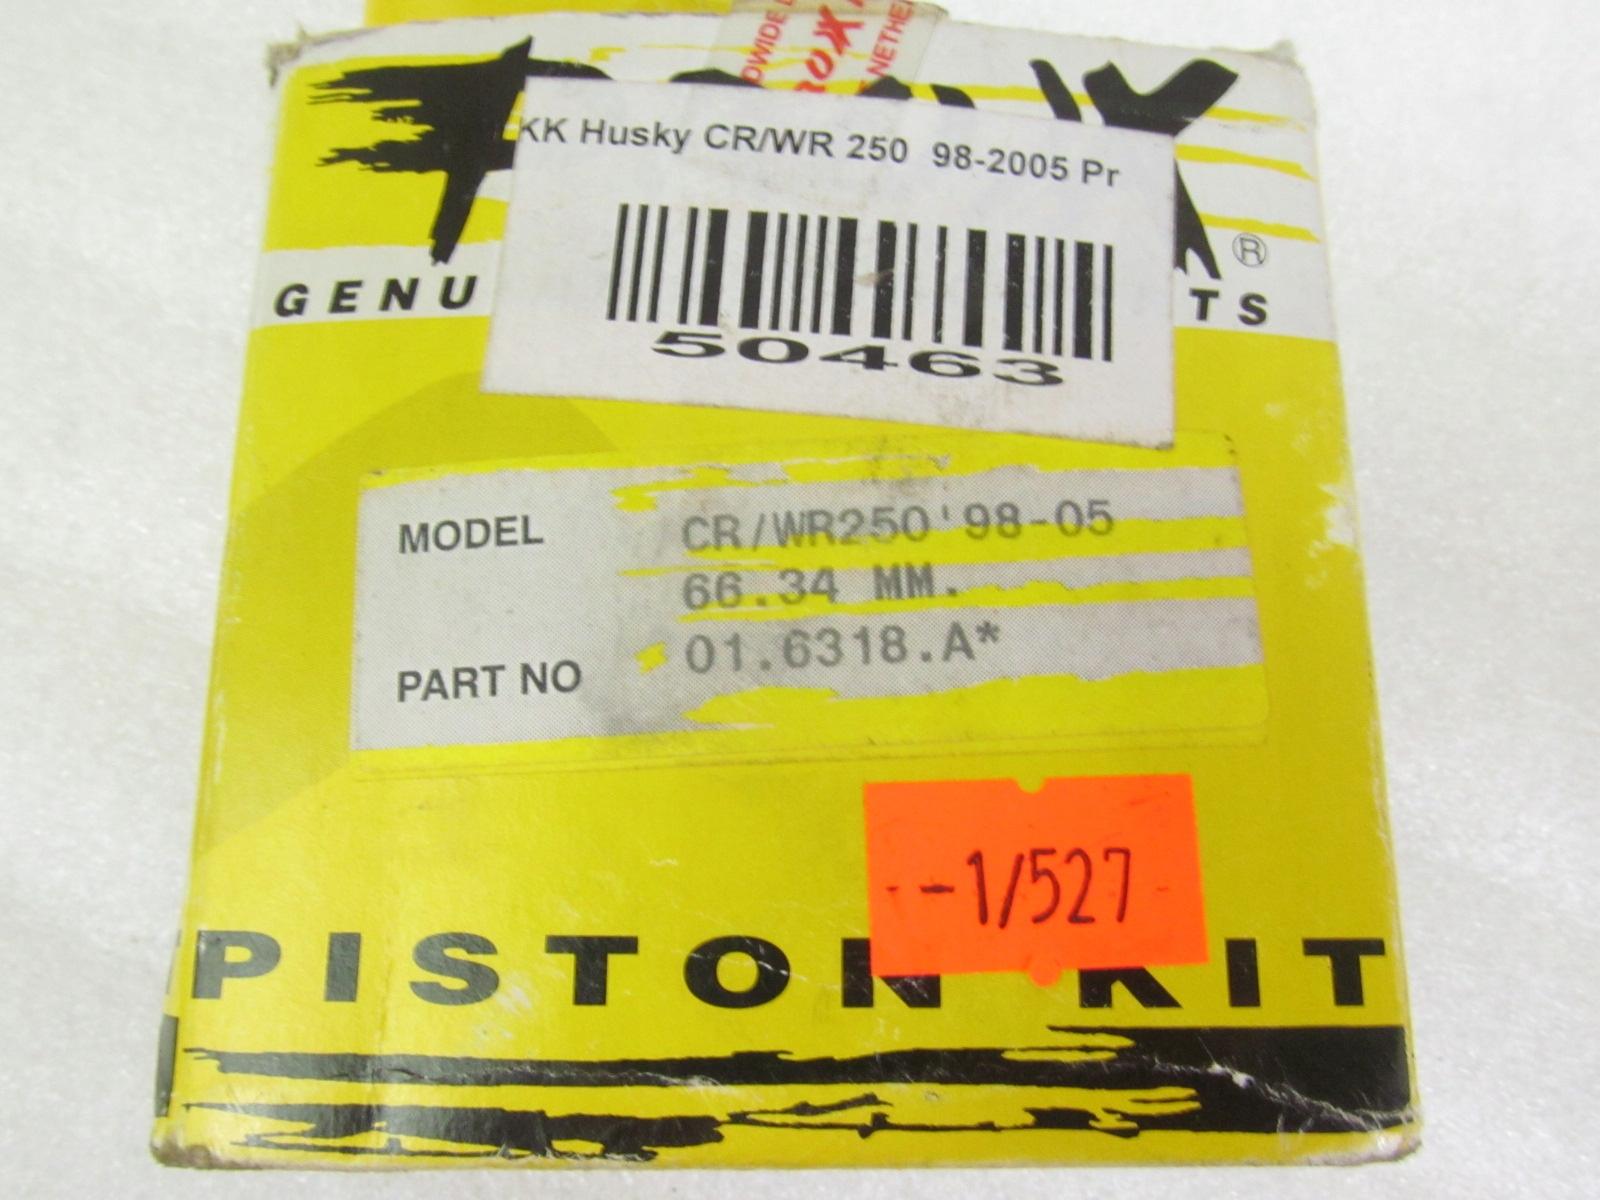 KK Husky CR/WR 250 98-2005 Pr
50463
®
GENU TS
MODEL CR/WR250'98-05
66.34 MM.
PART NO 01.6318.A*
-1/527
PISTON KIT